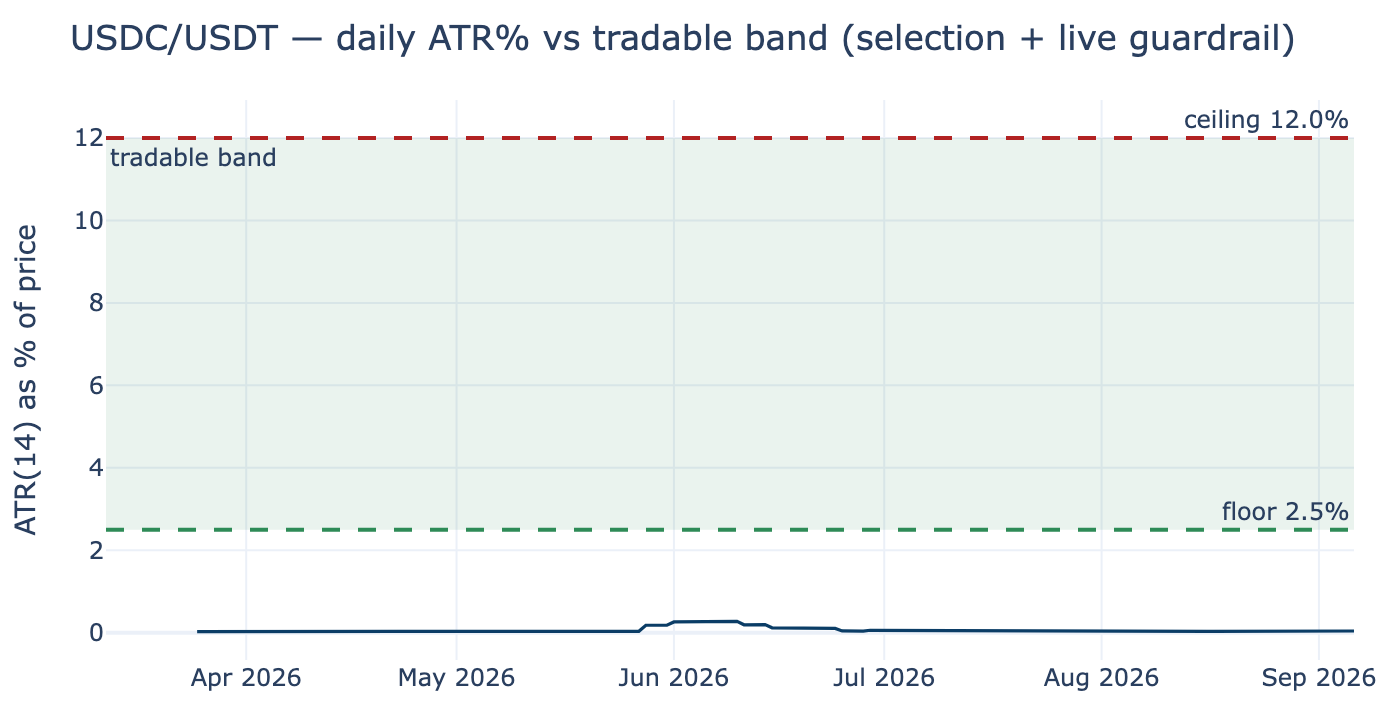 USDC/USDT — daily ATR% vs tradable band (selection + live guardrail)
ceiling 12.0%
12
tradable band
10
8
6
4
floor 2.5%
2
0
ATR(14) as % of price
Apr 2026
May 2026
Jun 2026
Jul 2026
Aug 2026
Sep 2026